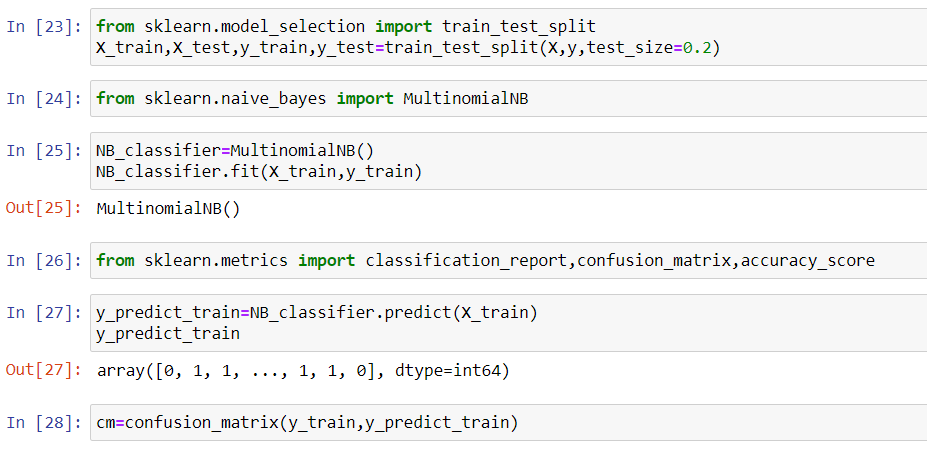 In [23]: from sklearn.model_selection import train_test_split
X_train,X_test,y_train,y_test=train_test_split(X,y,test_size=0.2)
In [24]: from sklearn.naive_bayes import MultinomialNB
In [25]: NB_classifier=MultinomialNB()
NB_classifier.fit(X_train,y_train)
Out[25]: MultinomialNB()
In [26]: from sklearn.metrics import classification_report,confusion_matrix,accuracy_score
In [27]: y_predict_train=NB_classifier.predict(X_train)
y_predict_train
Out[27]: array([0, 1, 1, ..., 1, 1, 0], dtype=int64)
In [28]: cm=confusion_matrix(y_train,y_predict_train)